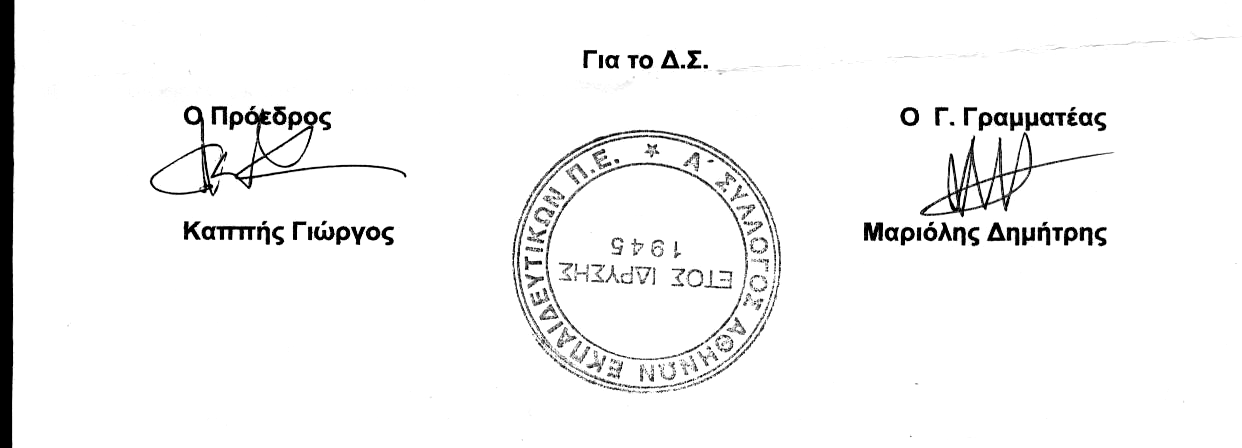 Για το Δ.Σ.
Ο Πρόεδρος
Ο Γ. Γραμματέας
Α΄ ΣΥΛΛΟΓΟΣ ΑΘΗΝΩΝ ΕΚΠΑΙΔΕΥΤΙΚΩΝ Π.Ε.
ΕΤΟΣ ΙΔΡΥΣΗΣ
1945
Καππής Γιώργος
Μαριόλης Δημήτρης